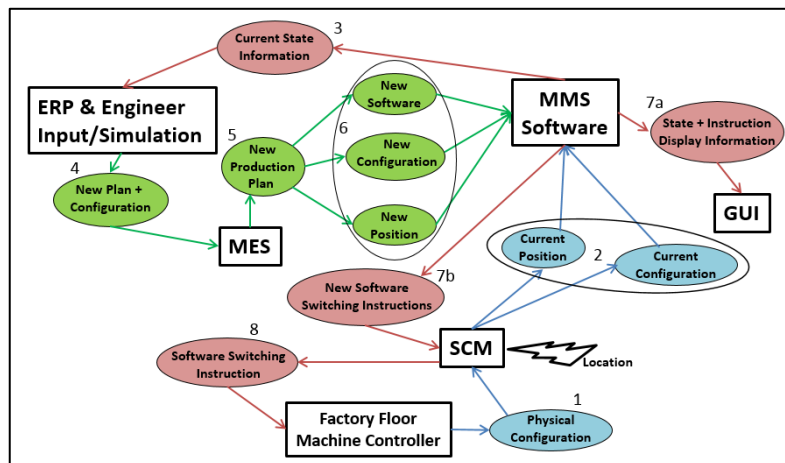 Current State
Information
3
ERP & Engineer
Input/Simulation
4
New Plan +
Configuration
MES
5
New
Production
Plan
6
New
Software
New
Configuration
New
Position
MMS
Software
7a
State + Instruction
Display Information
GUI
Current
Position
2
Current
Configuration
7b
New Software
Switching Instructions
8
Software Switching
Instruction
SCM
Location
Factory Floor
Machine Controller
1
Physical
Configuration